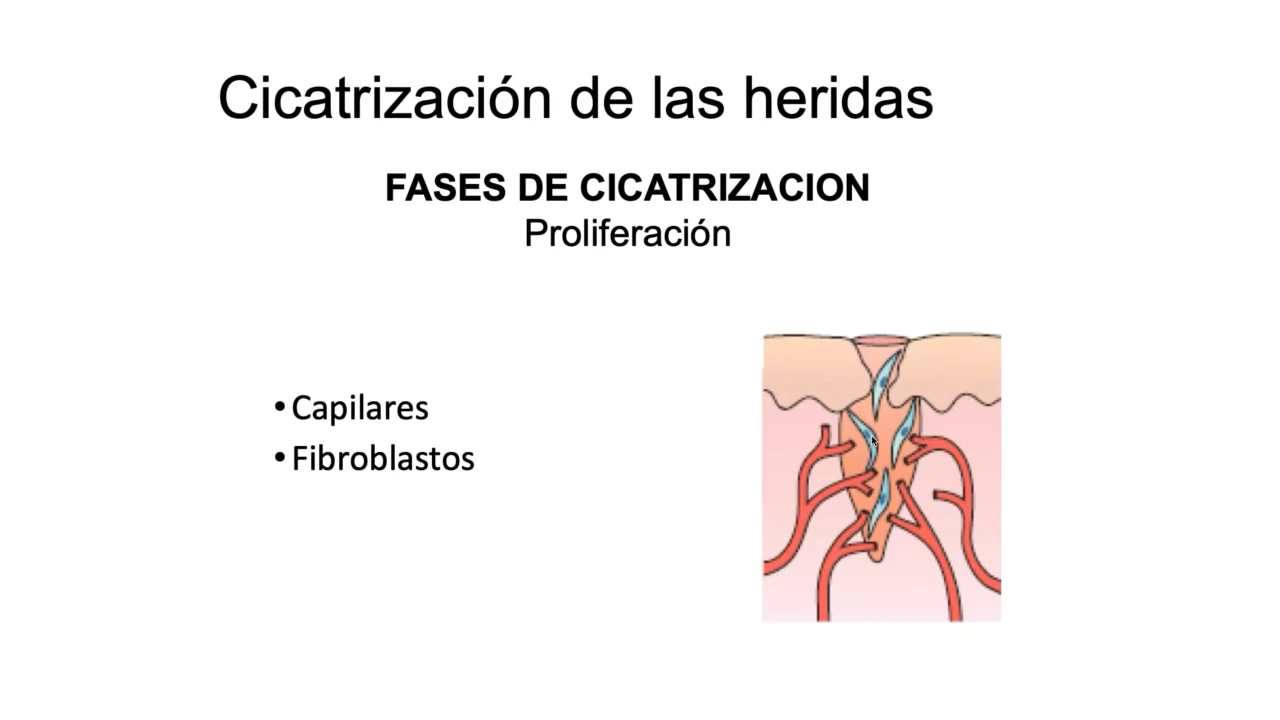 Cicatrización de las heridas
FASES DE CICATRIZACION
Proliferación
• Capilares
• Fibroblastos